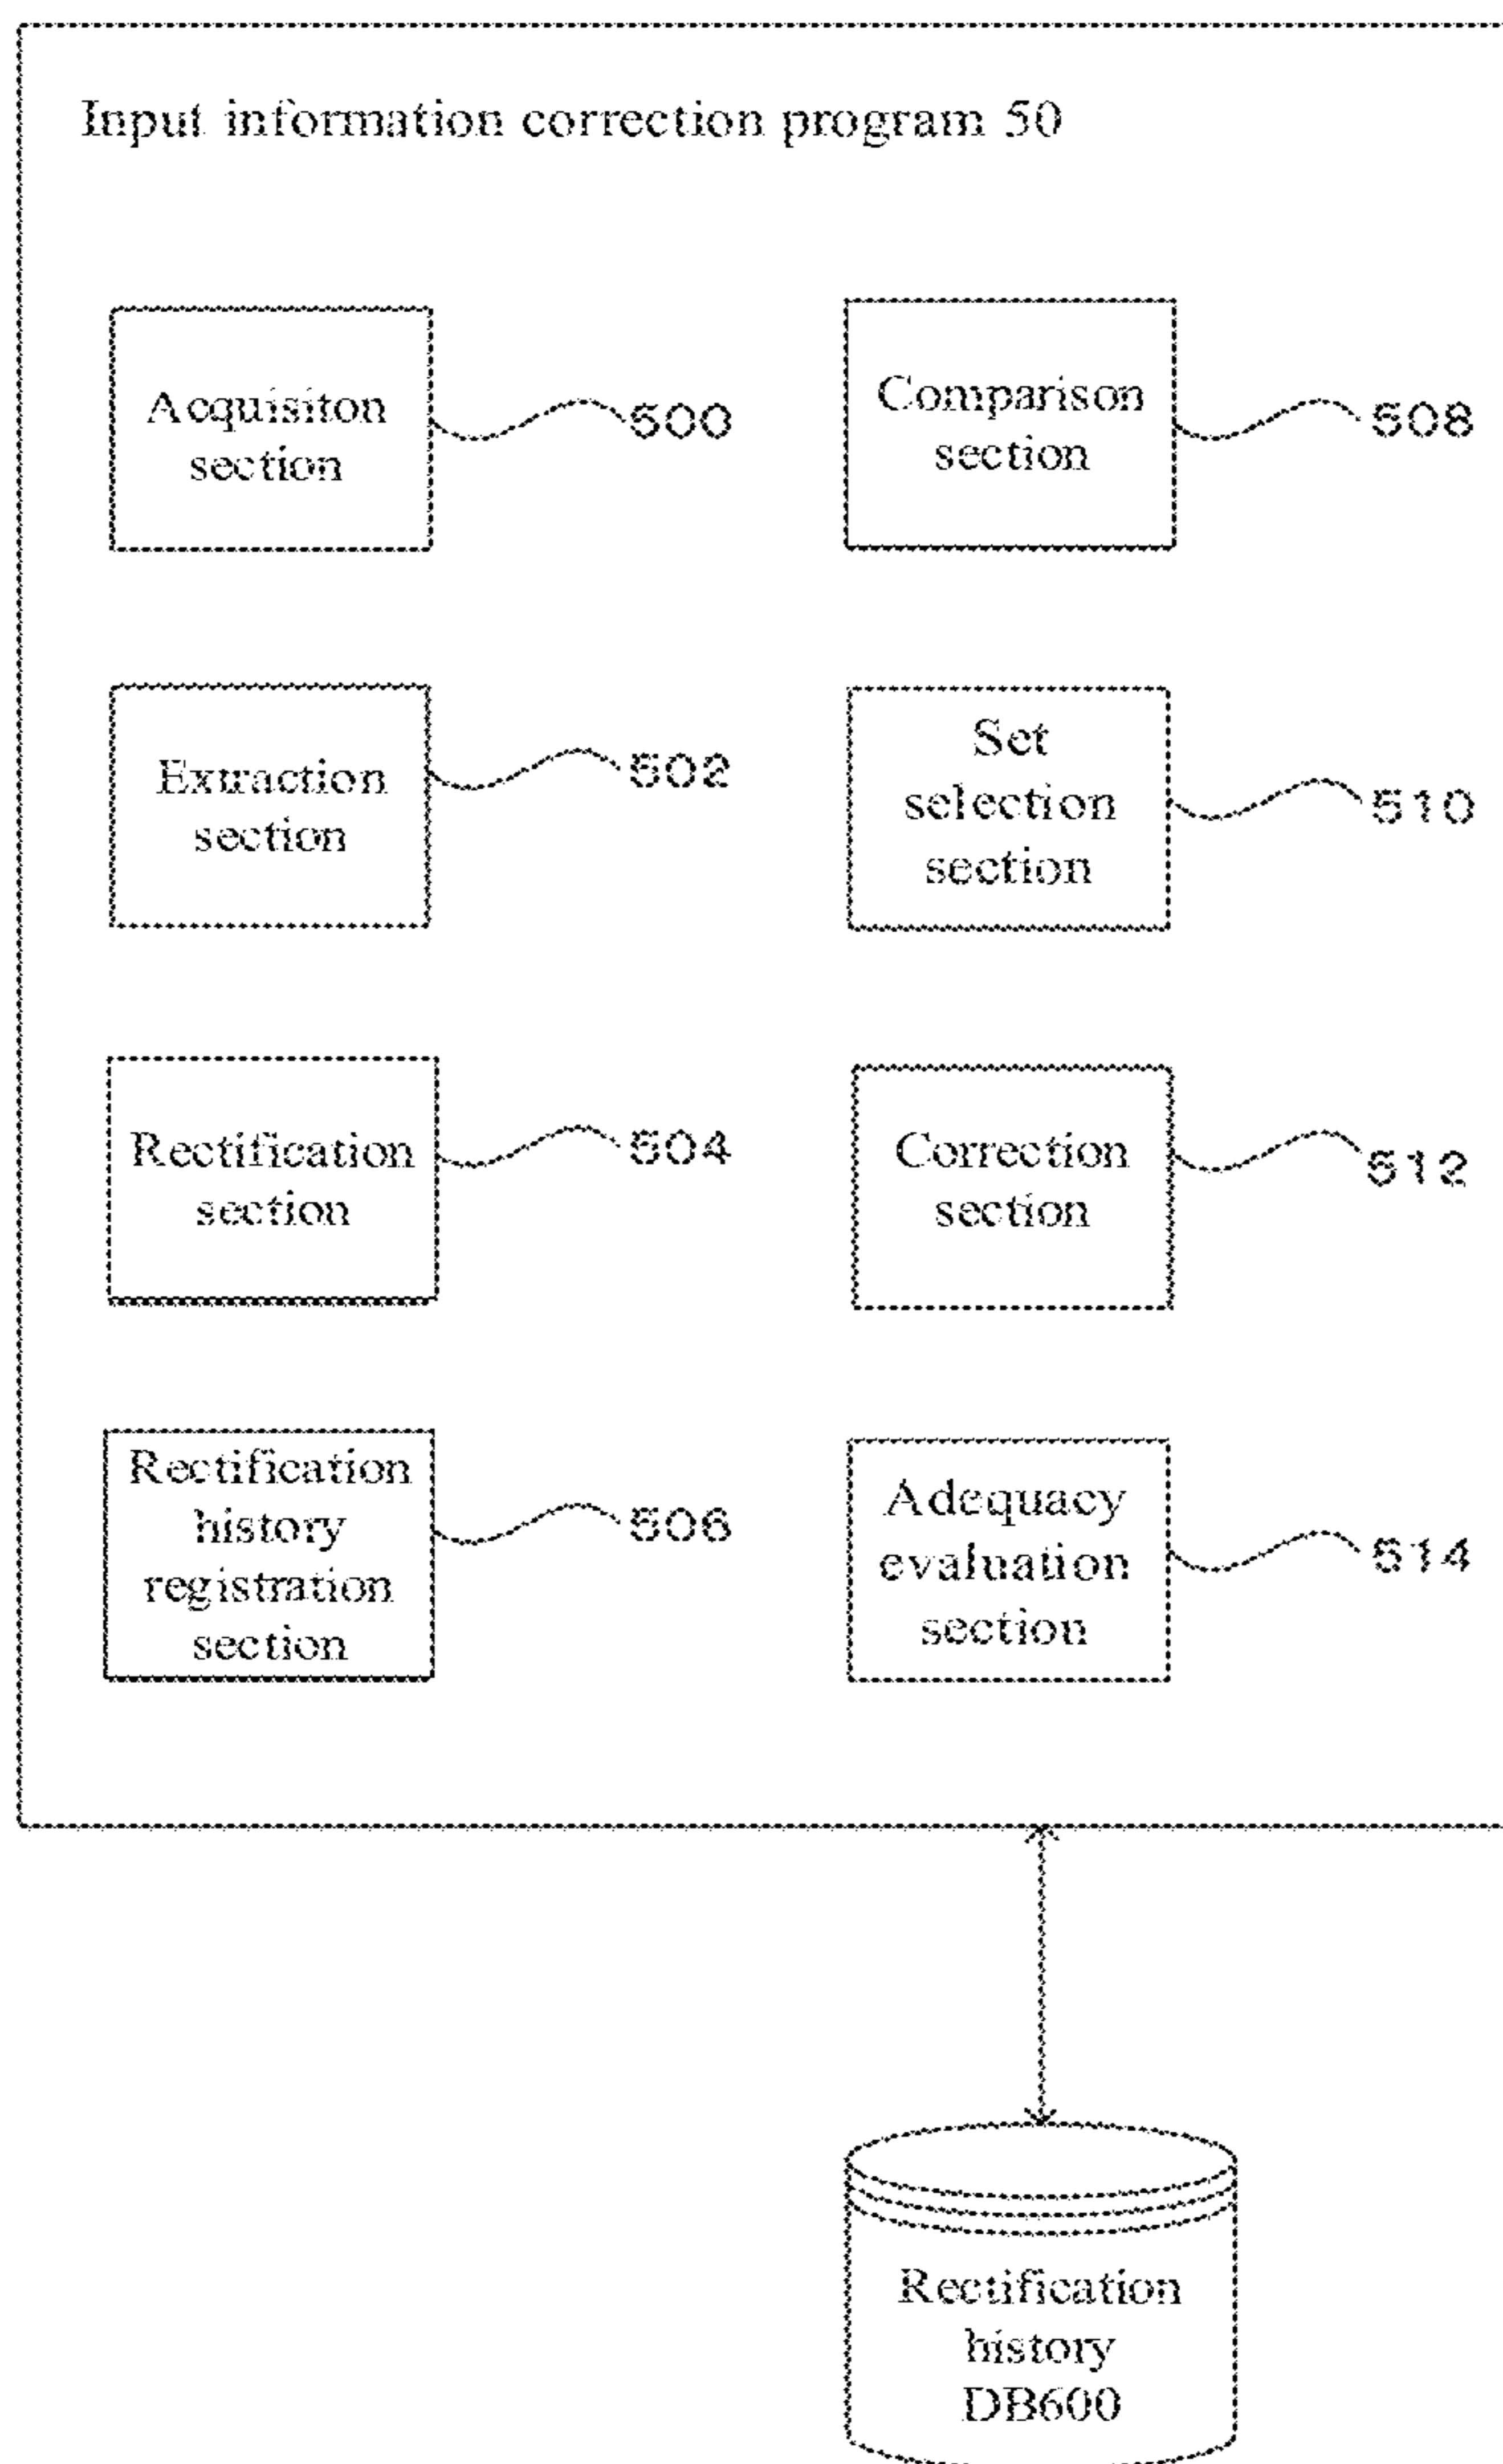 Input information correction program 50
Acquisiton
section
500
Comparison
section
508
Extraction
section
502
Set
selection
section
510
Rectification
section
504
Correction
section
512
Rectification
history
registration
section
506
Adequacy
evaluation
section
514
Rectification
history
DB600